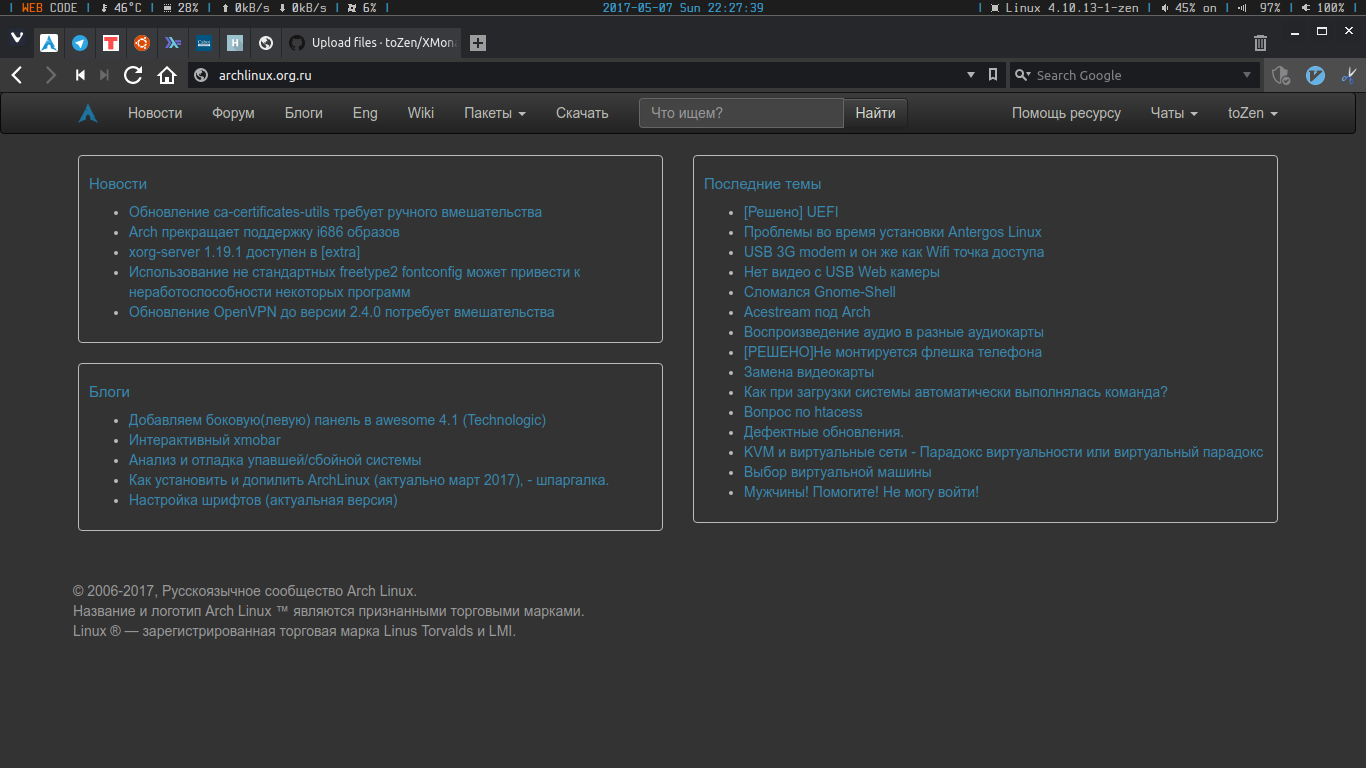 WEB CODE | 46°C | 28% | 0kB/s 0kB/s | 6% | 2017-05-07 Sun 22:27:39 | Linux 4.10.13-1-zen | 45% on | 97% | 100% |
Upload files · toZen/XMon
archlinux.org.ru Search Google
Новости Форум Блоги Eng Wiki Пакеты Скачать Что ищем? Найти Помощь ресурсу Чаты toZen
Новости
Обновление ca-certificates-utils требует ручного вмешательства
Arch прекращает поддержку i686 образов
xorg-server 1.19.1 доступен в [extra]
Использование не стандартных freetype2 fontconfig может привести к
неработоспособности некоторых программ
Обновление OpenVPN до версии 2.4.0 потребует вмешательства
Блоги
Добавляем боковую(левую) панель в awesome 4.1 (Technologic)
Интерактивный xmobar
Анализ и отладка упавшей/сбойной системы
Как установить и допилить ArchLinux (актуально март 2017), - шпаргалка.
Настройка шрифтов (актуальная версия)
Последние темы
[Решено] UEFI
Проблемы во время установки Antergos Linux
USB 3G modem и он же как Wifi точка доступа
Нет видео с USB Web камеры
Сломался Gnome-Shell
Acestream под Arch
Воспроизведение аудио в разные аудиокарты
[РЕШЕНО]Не монтируется флешка телефона
Замена видеокарты
Как при загрузки системы автоматически выполнялась команда?
Вопрос по htacess
Дефектные обновления.
KVM и виртуальные сети - Парадокс виртуальности или виртуальный парадокс
Выбор виртуальной машины
Мужчины! Помогите! Не могу войти!
© 2006-2017, Русскоязычное сообщество Arch Linux.
Название и логотип Arch Linux ™ являются признанными торговыми марками.
Linux ® — зарегистрированная торговая марка Linus Torvalds и LMI.